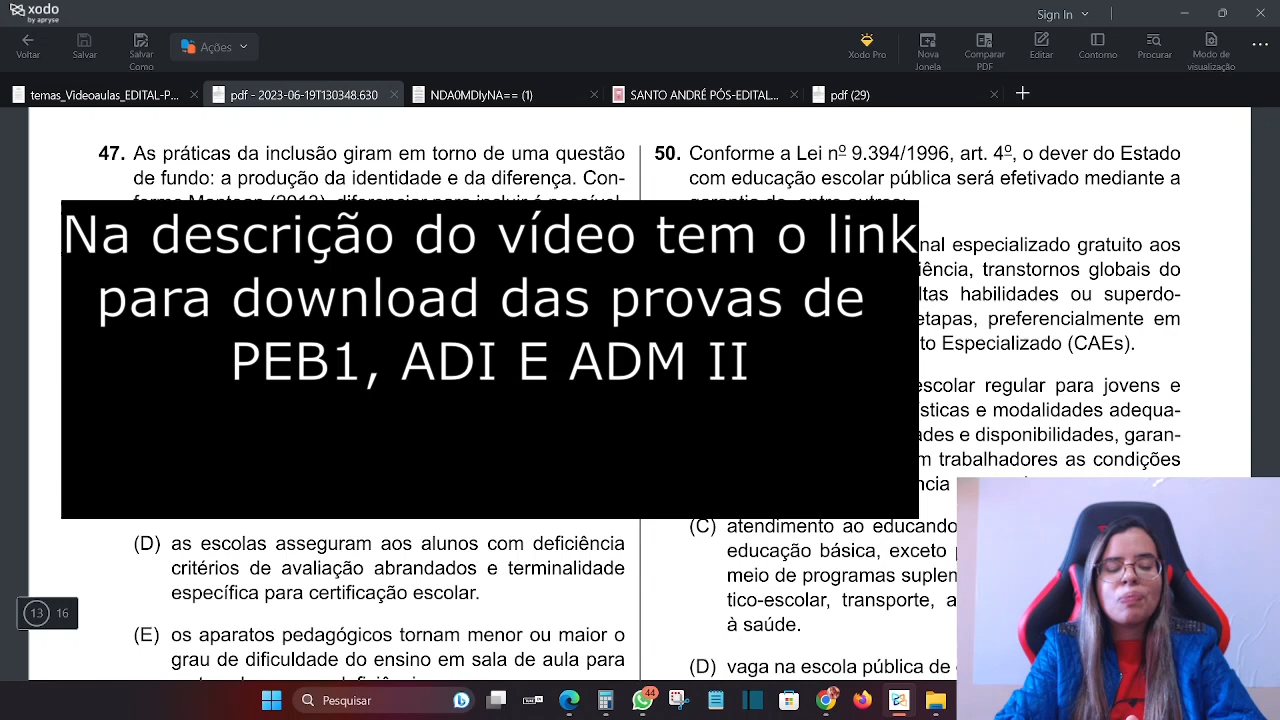 xodo
by apryse
Sign In
Voltar
Salvar
Salvar Como
Ações
Xodo Pro
Nova Jonela
Comparar PDF
Editar
Contorno
Procurar
Modo de visualização
temas_Videoaulas_EDITAL-P...
pdf - 2023-06-19T130348.630
NDA0MDIyNA== (1)
SANTO ANDRÉ PÓS-EDITAL...
pdf (29)
47. As práticas da inclusão giram em torno de uma questão
de fundo: a produção da identidade e da diferença. Con-
Na descrição do vídeo tem o link
para download das provas de
PEB1, ADI E ADM II
(D) as escolas asseguram aos alunos com deficiência
critérios de avaliação abrandados e terminalidade
específica para certificação escolar.
(E) os aparatos pedagógicos tornam menor ou maior o
grau de dificuldade do ensino em sala de aula para
50. Conforme a Lei nº 9.394/1996, art. 4º, o dever do Estado
com educação escolar pública será efetivado mediante a
nal especializado gratuito aos
iência, transtornos globais do
ltas habilidades ou superdo-
etapas, preferencialmente em
to Especializado (CAEs).
escolar regular para jovens e
sticas e modalidades adequa-
ades e disponibilidades, garan-
m trabalhadores as condições
ncia
(C) atendimento ao educando
educação básica, exceto
meio de programas suplem
tico-escolar, transporte, a
à saúde.
(D) vaga na escola pública de
13 16
Pesquisar
44